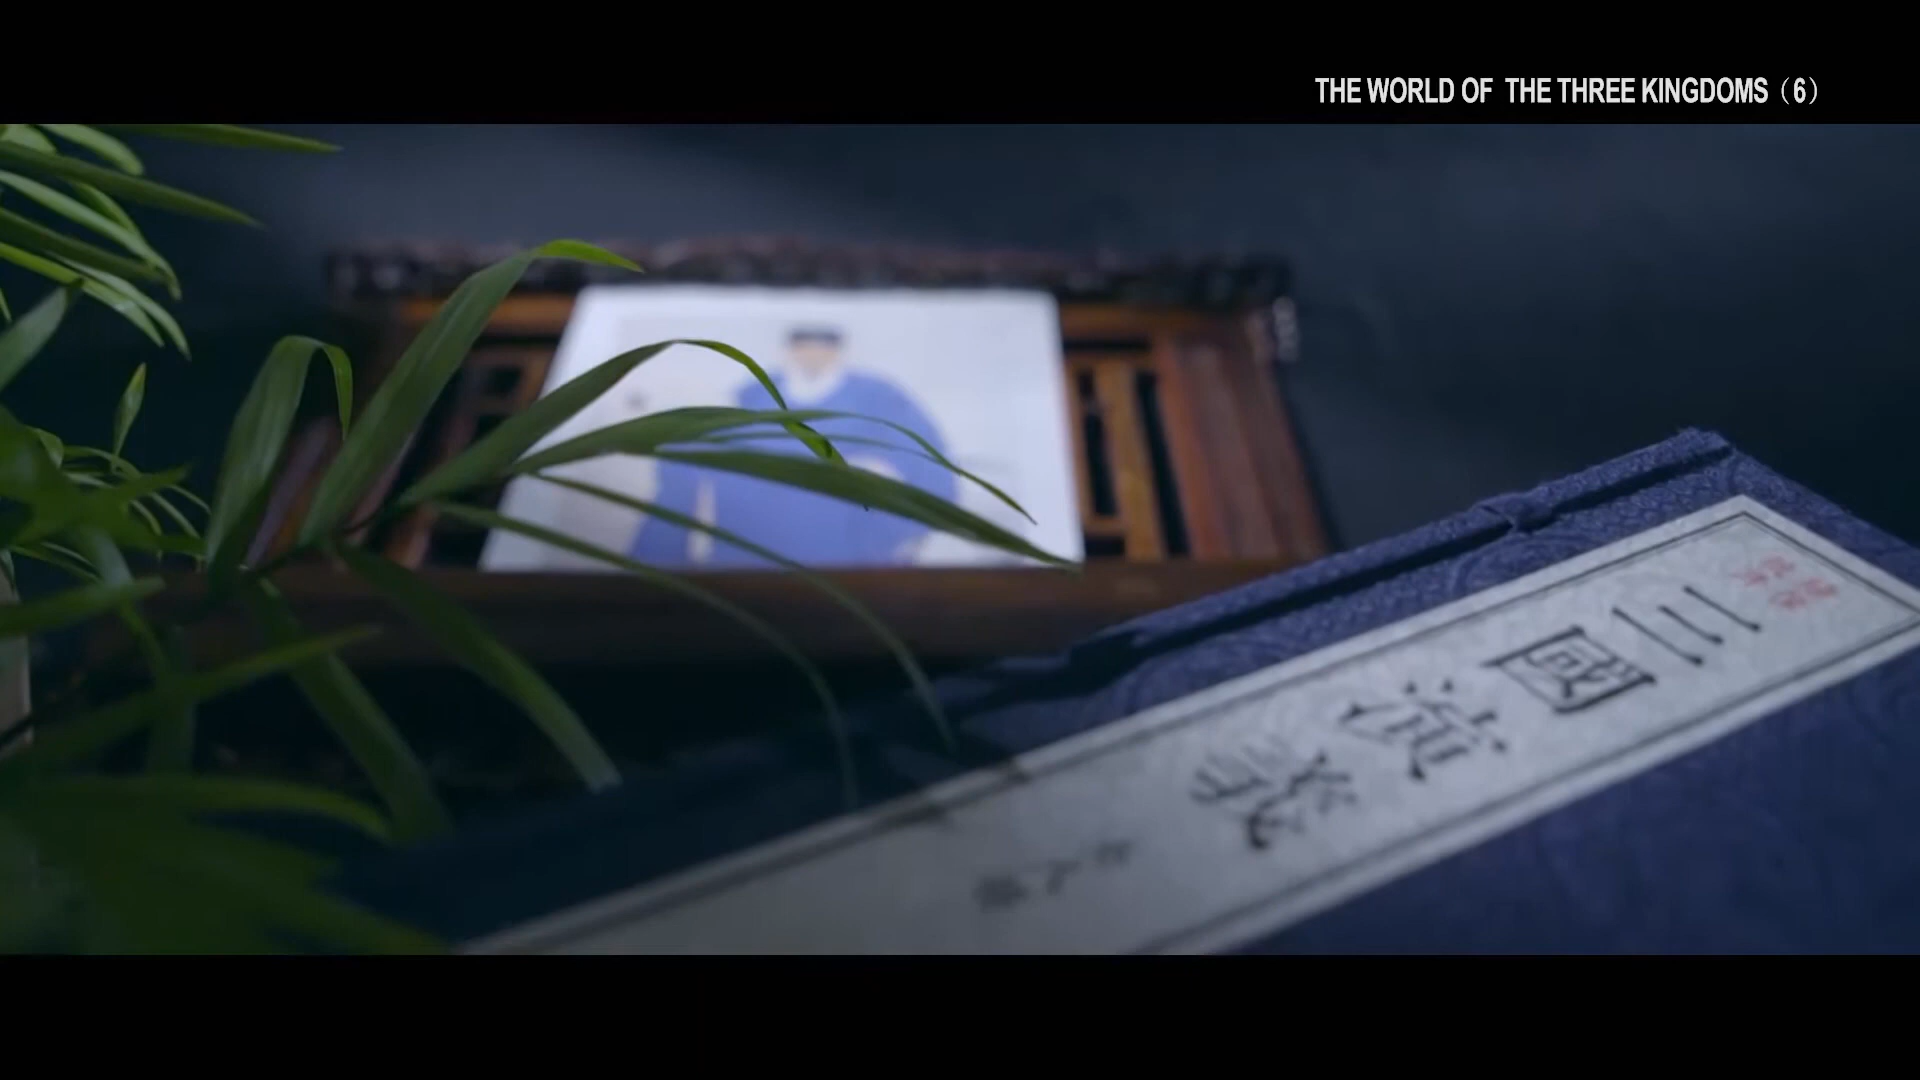 THE WORLD OF THE THREE KINGDOMS（6）
三國演義